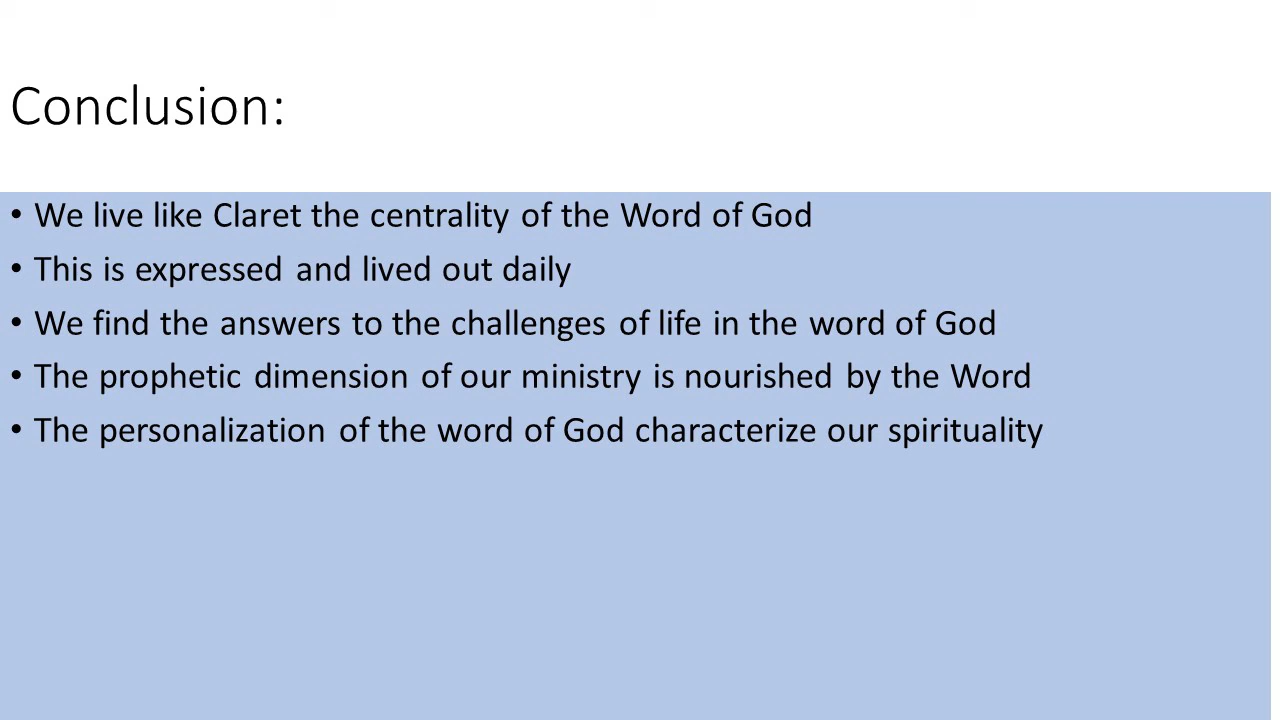 Conclusion:
• We live like Claret the centrality of the Word of God
• This is expressed and lived out daily
• We find the answers to the challenges of life in the word of God
• The prophetic dimension of our ministry is nourished by the Word
• The personalization of the word of God characterize our spirituality